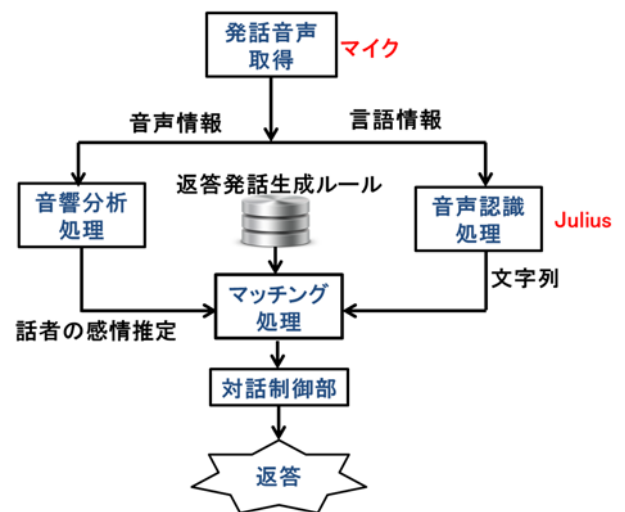 発話音声
取得
マイク
音声情報
言語情報
返答発話生成ルール
音響分析
処理
音声認識
処理
Julius
文字列
マッチング
処理
話者の感情推定
対話制御部
返答